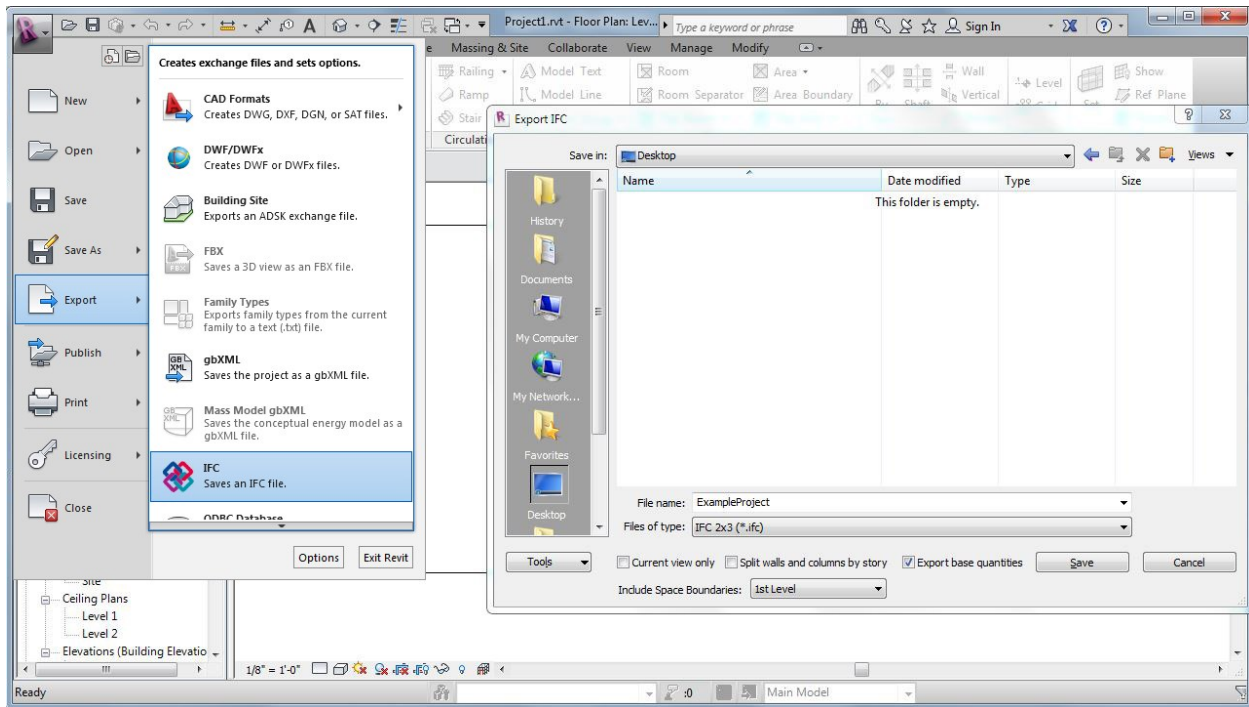 Project1.rvt - Floor Plan: Lev...
Type a keyword or phrase
Sign In
Massing & Site Collaborate View Manage Modify
Railing Model Text Room Area Wall Show
Ramp Model Line Room Separator Area Boundary Vertical Level Ref Plane
Stair
Circulati
Creates exchange files and sets options.
New
Open
Save
Save As
Export
Publish
Print
Licensing
Close
CAD Formats
Creates DWG, DXF, DGN, or SAT files.
DWF/DWFx
Creates DWF or DWFx files.
Building Site
Exports an ADSK exchange file.
FBX
Saves a 3D view as an FBX file.
Family Types
Exports family types from the current
family to a text (.txt) file.
gbXML
Saves the project as a gbXML file.
Mass Model gbXML
Saves the conceptual energy model as a
gbXML file.
IFC
Saves an IFC file.
ODBC Database
Options Exit Revit
Export IFC
Save in: Desktop Views
Name Date modified Type Size
This folder is empty.
History
Documents
My Computer
My Network...
Favorites
Desktop
File name: ExampleProject
Files of type: IFC 2x3 (*.ifc)
Tools Current view only Split walls and columns by story Export base quantities Save Cancel
Include Space Boundaries: 1st Level
Site
Ceiling Plans
Level 1
Level 2
Elevations (Building Elevatio
1/8" = 1'-0"
Ready :0 Main Model